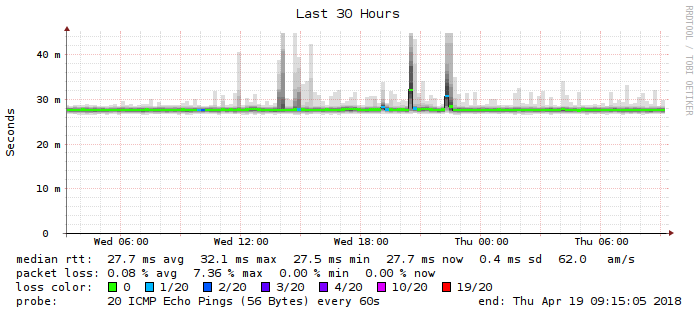 Last 30 Hours
RRDTOOL / TOBI OETIKER
Seconds
40 m
30 m
20 m
10 m
0
Wed 06:00 Wed 12:00 Wed 18:00 Thu 00:00 Thu 06:00
median rtt: 27.7 ms avg 32.1 ms max 27.5 ms min 27.7 ms now 0.4 ms sd 62.0 am/s
packet loss: 0.08 % avg 7.36 % max 0.00 % min 0.00 % now
loss color: 0 1/20 2/20 3/20 4/20 10/20 19/20
probe: 20 ICMP Echo Pings (56 Bytes) every 60s end: Thu Apr 19 09:15:05 2018